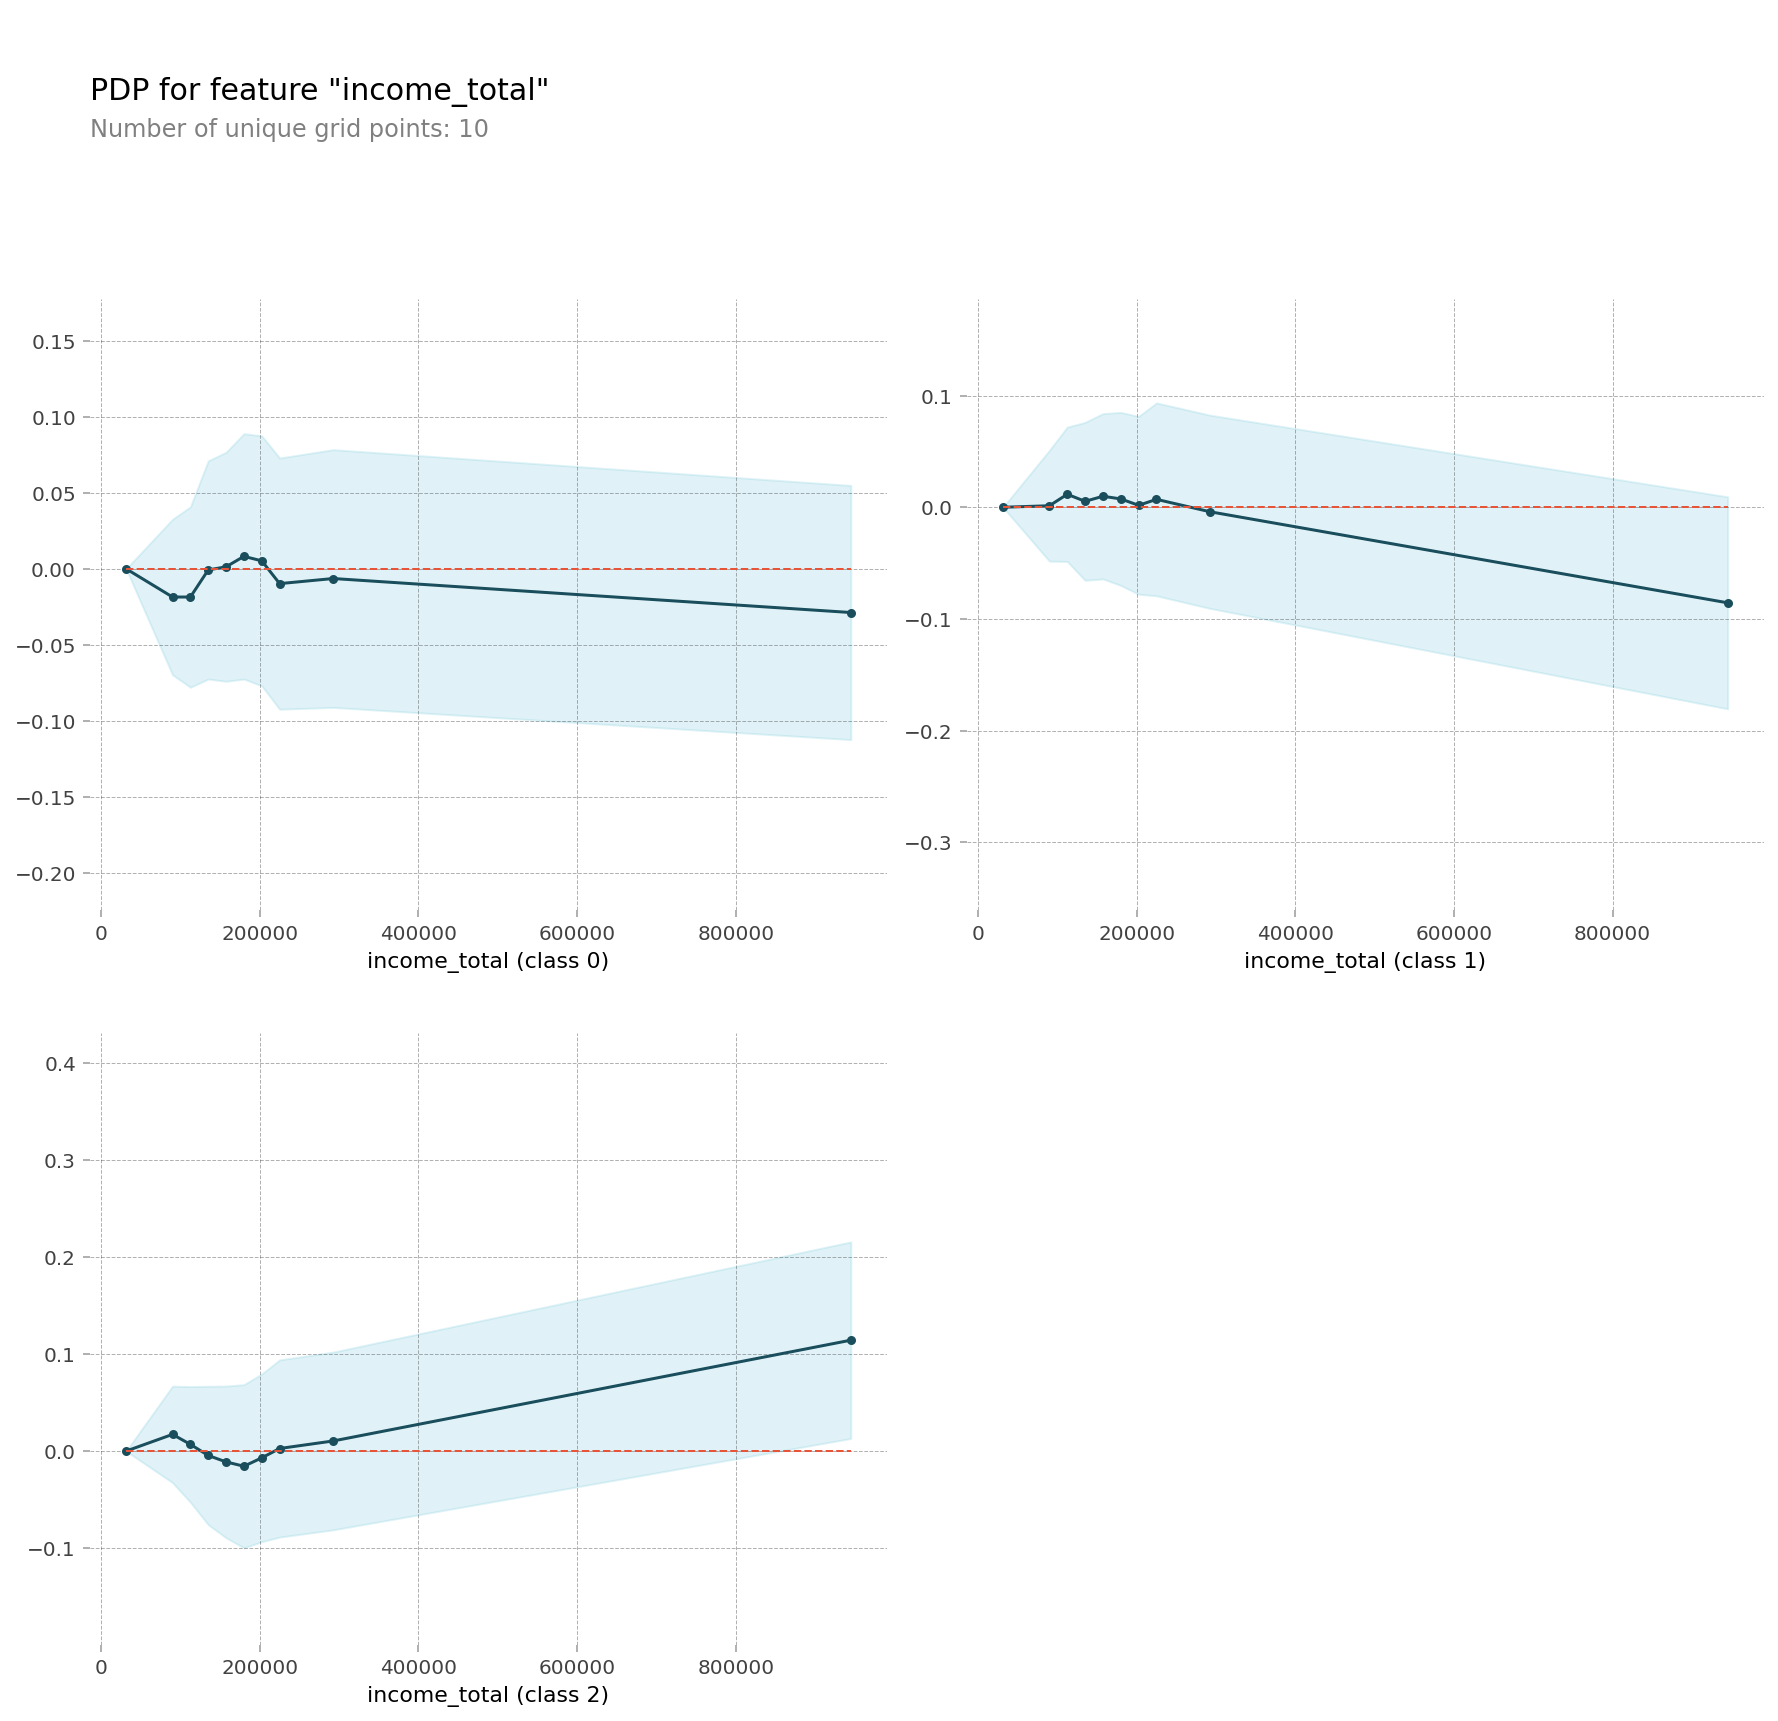 PDP for feature "income_total"
Number of unique grid points: 10
0.15
0.10
0.05
0.00
−0.05
−0.10
−0.15
−0.20
0 200000 400000 600000 800000
income_total (class 0)
0.1
0.0
−0.1
−0.2
−0.3
0 200000 400000 600000 800000
income_total (class 1)
0.4
0.3
0.2
0.1
0.0
−0.1
0 200000 400000 600000 800000
income_total (class 2)